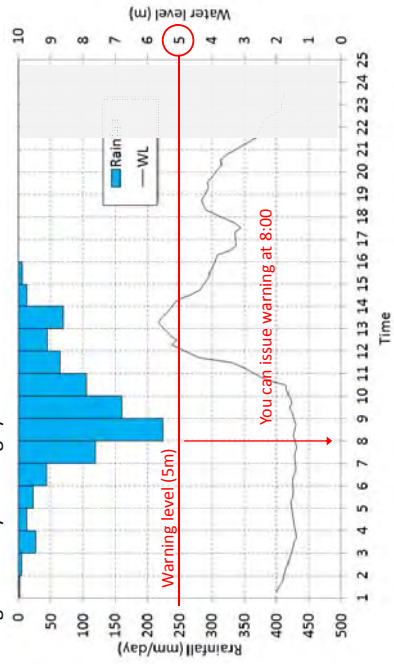 Water level (m)
10 9 8 7 6 5 4 3 2 1 0
Rain
WL
Warning level (5m)
You can issue warning at 8:00
0 50 100 150 200 250 300 350 400 450 500
Rrainfall(mm/day)
1 2 3 4 5 6 7 8 9 10 11 12 13 14 15 16 17 18 19 20 21 22 23 24 25
Time